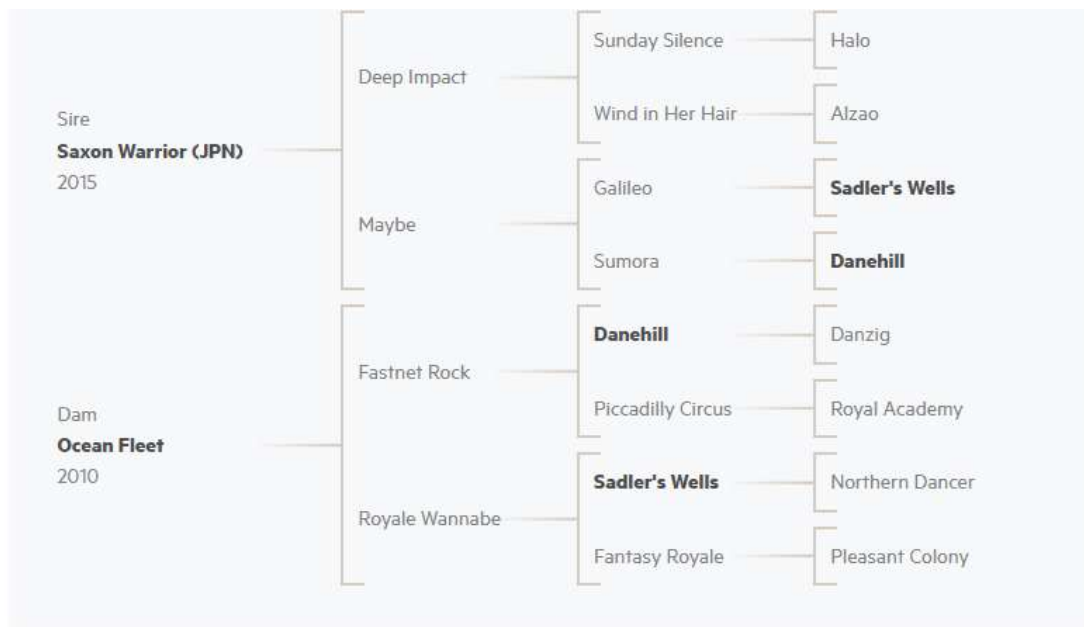 Sire
Saxon Warrior (JPN)
2015
Deep Impact
Sunday Silence
Halo
Wind in Her Hair
Alzao
Maybe
Galileo
Sadler's Wells
Sumora
Danehill
Dam
Ocean Fleet
2010
Fastnet Rock
Danehill
Danzig
Piccadilly Circus
Royal Academy
Royale Wannabe
Sadler's Wells
Northern Dancer
Fantasy Royale
Pleasant Colony